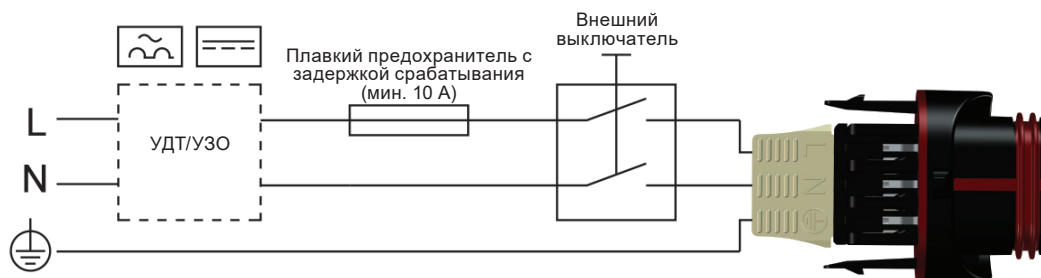 Внешний
выключатель
Плавкий предохранитель с
задержкой срабатывания
(мин. 10 А)
L
УДТ/УЗО
N
L
N